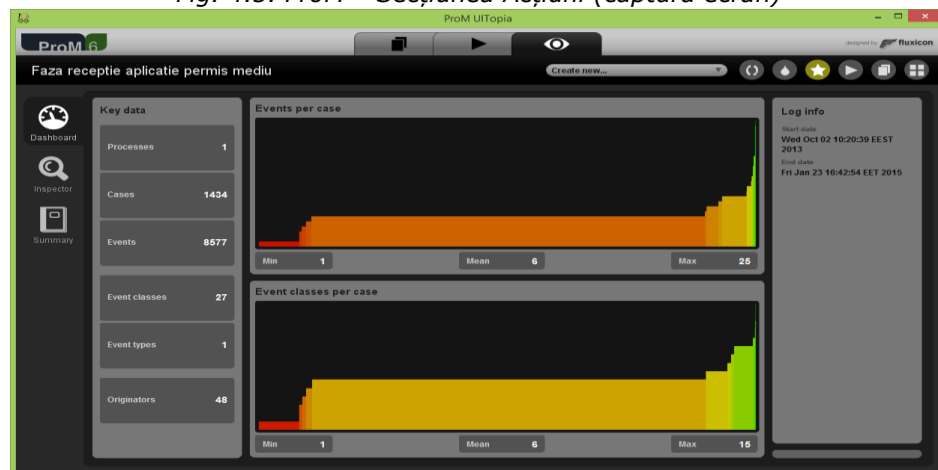 Fig. 4.5. ProM - Secțiunea Acțiuni (captură ecran)
ProM UITopia
ProM 6
designed by fluxicon
Faza receptie aplicatie permis mediu
Create new...
Dashboard
Inspector
Summary
Key data
Processes 1
Cases 1434
Events 8577
Event classes 27
Event types 1
Originators 48
Events per case
Min 1 Mean 6 Max 25
Event classes per case
Min 1 Mean 6 Max 15
Log info
Start date
Wed Oct 02 10:20:39 EEST
2013
End date
Fri Jan 23 16:42:54 EET 2015